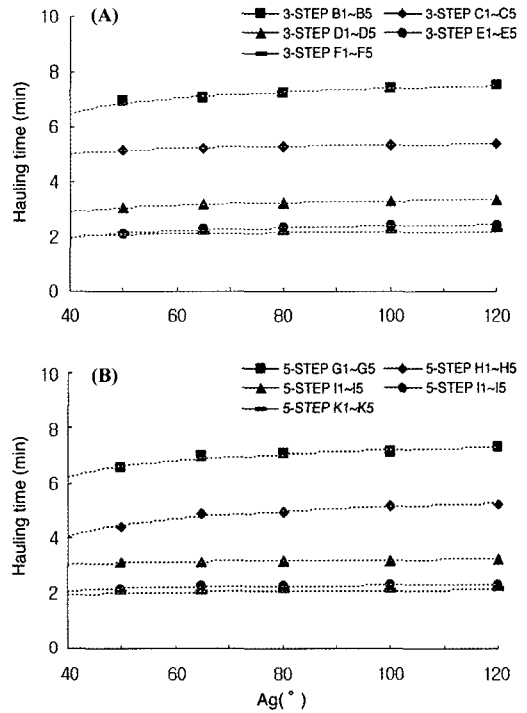 (A)
3-STEP B1~B5 3-STEP C1~C5
3-STEP D1~D5 3-STEP E1~E5
3-STEP F1~F5
Hauling time (min)
10
8
6
4
2
0
40 60 80 100 120
(B)
5-STEP G1~G5 5-STEP H1~H5
5-STEP I1~I5 5-STEP I1~I5
5-STEP K1~K5
Hauling time (min)
10
8
6
4
2
0
40 60 80 100 120
Ag(°)